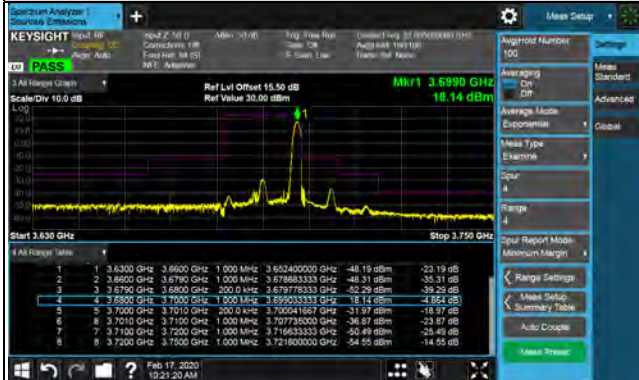 Spectrum Analyzer 1
Spurious Emissions
Meas Setup
KEYSIGHT Input: RF
Coupling: DC
Align: Auto
Input Z: 50 Ω
Corrections: Off
Freq Ref: Int (S)
NFE: Adaptive
Trig: Free Run
Gate: Off
IF Gain: Low
PASS
3 All Range Graph
Scale/Div 10.0 dB
Ref Lvl Offset 15.50 dB
Ref Value 30.00 dBm
Mkr1 3.6990 GHz
18.14 dBm
Log
1
Start 3.630 GHz
Stop 3.750 GHz
4 All Range Table
1 1 3.6300 GHz 3.6600 GHz 1.000 MHz 3.652400000 GHz -48.19 dBm -23.19 dB
2 2 3.6600 GHz 3.6790 GHz 1.000 MHz 3.678683333 GHz -48.31 dBm -35.31 dB
3 3 3.6790 GHz 3.6800 GHz 200.0 kHz 3.679778333 GHz -52.29 dBm -39.29 dB
4 4 3.6800 GHz 3.7000 GHz 1.000 MHz 3.699033333 GHz 18.14 dBm -4.864 dB
5 5 3.7000 GHz 3.7010 GHz 200.0 kHz 3.700041667 GHz -31.97 dBm -18.97 dB
6 6 3.7010 GHz 3.7100 GHz 1.000 MHz 3.707735000 GHz -36.87 dBm -23.87 dB
7 3.7100 GHz 3.7200 GHz 1.000 MHz 3.716633333 GHz -50.49 dBm -25.49 dB
8 8 3.7200 GHz 3.7500 GHz 1.000 MHz 3.721600000 GHz -54.55 dBm -14.55 dB
Feb 17, 2020
10:21:20 AM
Avg|Hold Number
100
Averaging
On
Off
Average Mode
Exponential
Meas Type
Examine
Spur
4
Range
4
Spur Report Mode
Minimum Margin
Range Settings
Meas Setup
Summary Table
Auto Couple
Meas Preset
Settings
Meas
Standard
Advanced
Global